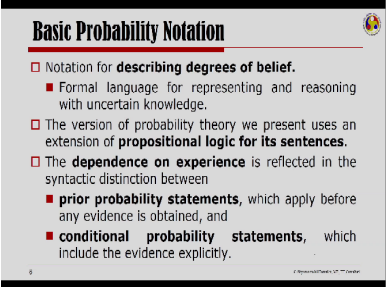 Basic Probability Notation
Notation for describing degrees of belief.
Formal language for representing and reasoning
with uncertain knowledge.
The version of probability theory we present uses an
extension of propositional logic for its sentences.
The dependence on experience is reflected in the
syntactic distinction between
prior probability statements, which apply before
any evidence is obtained, and
conditional probability statements, which
include the evidence explicitly.
6